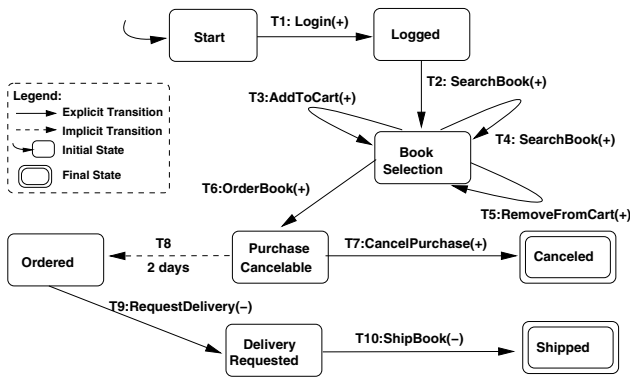 T1: Login(+)
Start
Logged
T2: SearchBook(+)
Legend:
Explicit Transition
Implicit Transition
Initial State
Final State
T3:AddToCart(+)
T4: SearchBook(+)
Book
Selection
T6:OrderBook(+)
T5:RemoveFromCart(+)
T8
2 days
Ordered
Purchase
Cancelable
T7:CancelPurchase(+)
Canceled
T9:RequestDelivery(−)
Delivery
Requested
T10:ShipBook(−)
Shipped